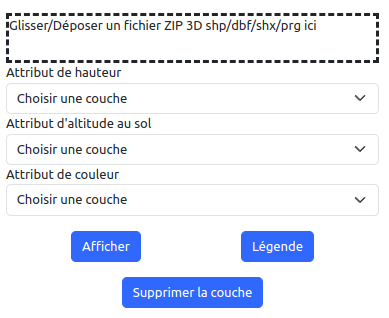 Glisser/Déposer un fichier ZIP 3D shp/dbf/shx/prg ici
Attribut de hauteur
Choisir une couche
Attribut d'altitude au sol
Choisir une couche
Attribut de couleur
Choisir une couche
Afficher
Légende
Supprimer la couche